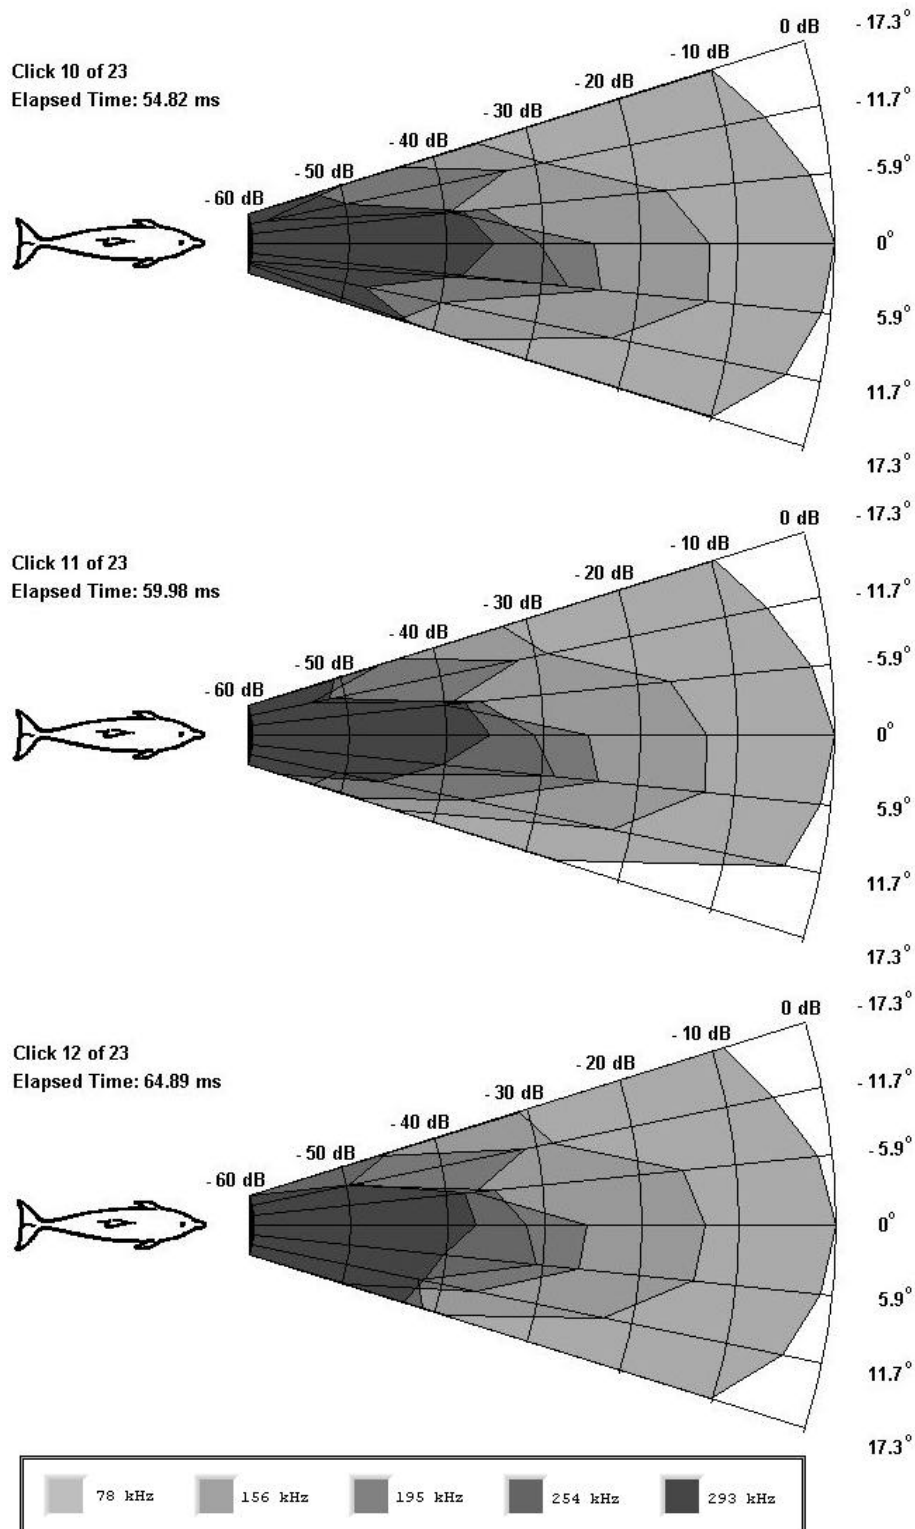 Click 10 of 23
Elapsed Time: 54.82 ms
- 60 dB
- 50 dB
- 40 dB
- 30 dB
- 20 dB
- 10 dB
0 dB
- 17.3°
- 11.7°
- 5.9°
0°
5.9°
11.7°
17.3°
Click 11 of 23
Elapsed Time: 59.98 ms
- 60 dB
- 50 dB
- 40 dB
- 30 dB
- 20 dB
- 10 dB
0 dB
- 17.3°
- 11.7°
- 5.9°
0°
5.9°
11.7°
17.3°
Click 12 of 23
Elapsed Time: 64.89 ms
- 60 dB
- 50 dB
- 40 dB
- 30 dB
- 20 dB
- 10 dB
0 dB
- 17.3°
- 11.7°
- 5.9°
0°
5.9°
11.7°
17.3°
78 kHz 156 kHz 195 kHz 254 kHz 293 kHz